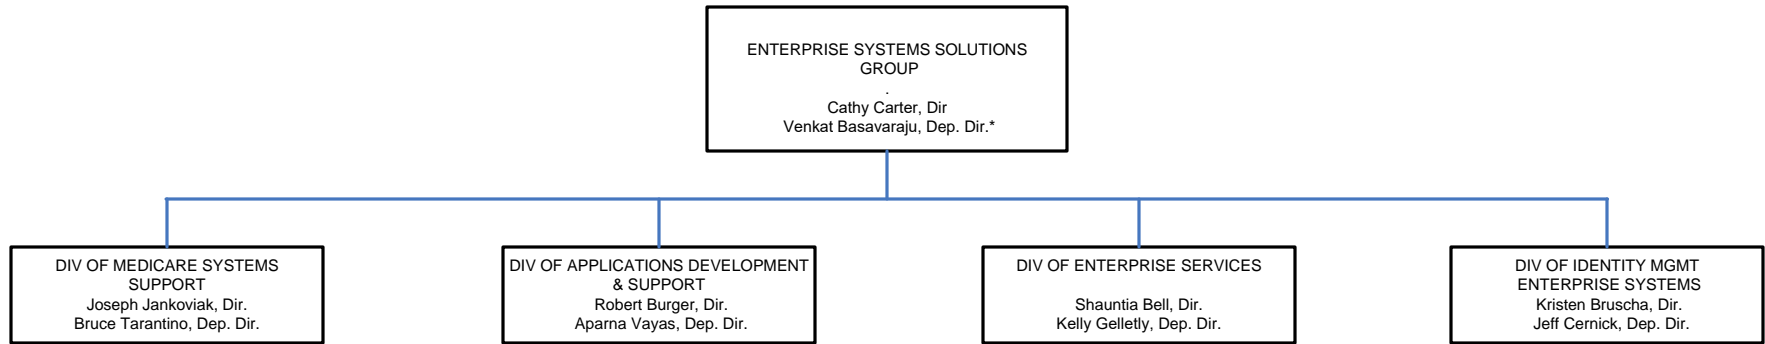 ENTERPRISE SYSTEMS SOLUTIONS
GROUP
.
Cathy Carter, Dir
Venkat Basavaraju, Dep. Dir.*
DIV OF MEDICARE SYSTEMS
SUPPORT
Joseph Jankoviak, Dir.
Bruce Tarantino, Dep. Dir.
DIV OF APPLICATIONS DEVELOPMENT
& SUPPORT
Robert Burger, Dir.
Aparna Vayas, Dep. Dir.
DIV OF ENTERPRISE SERVICES
Shauntia Bell, Dir.
Kelly Gelletly, Dep. Dir.
DIV OF IDENTITY MGMT
ENTERPRISE SYSTEMS
Kristen Bruscha, Dir.
Jeff Cernick, Dep. Dir.